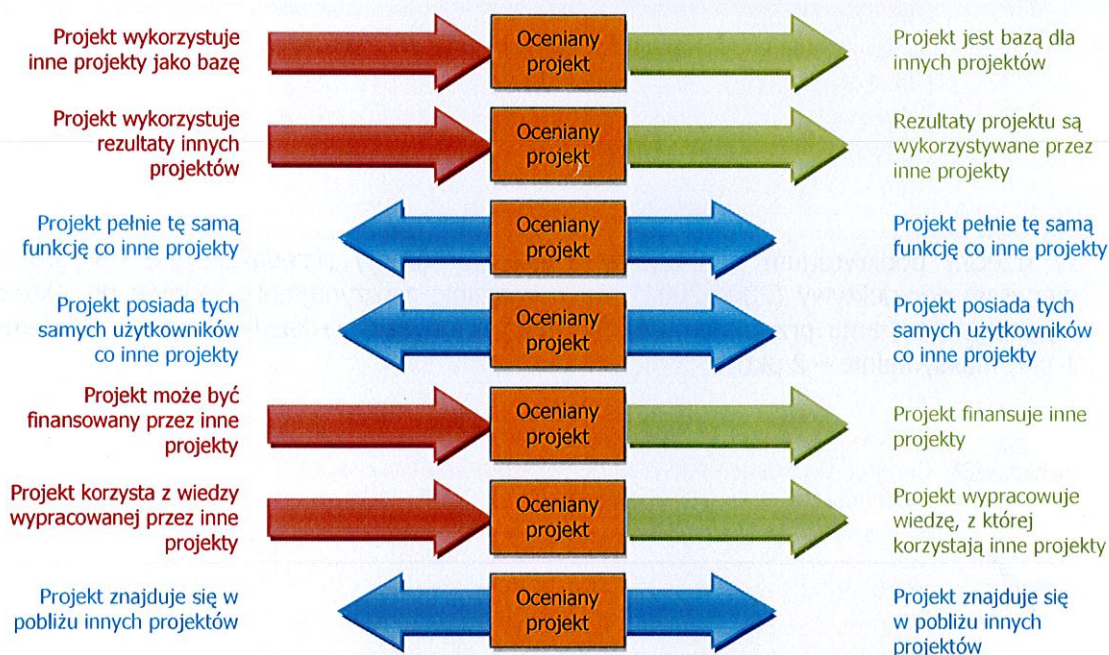 Projekt wykorzystuje
inne projekty jako bazę
Oceniany
projekt
Projekt jest bazą dla
innych projektów
Projekt wykorzystuje
rezultaty innych
projektów
Oceniany
projekt
Rezultaty projektu są
wykorzystywane przez
inne projekty
Projekt pełnie tę samą
funkcję co inne projekty
Oceniany
projekt
Projekt pełnie tę samą
funkcję co inne projekty
Projekt posiada tych
samych użytkowników
co inne projekty
Oceniany
projekt
Projekt posiada tych
samych użytkowników
co inne projekty
Projekt może być
finansowany przez inne
projekty
Oceniany
projekt
Projekt finansuje inne
projekty
Projekt korzysta z wiedzy
wypracowanej przez inne
projekty
Oceniany
projekt
Projekt wypracowuje
wiedzę, z której
korzystają inne projekty
Projekt znajduje się w
pobliżu innych projektów
Oceniany
projekt
Projekt znajduje się
w pobliżu innych
projektów